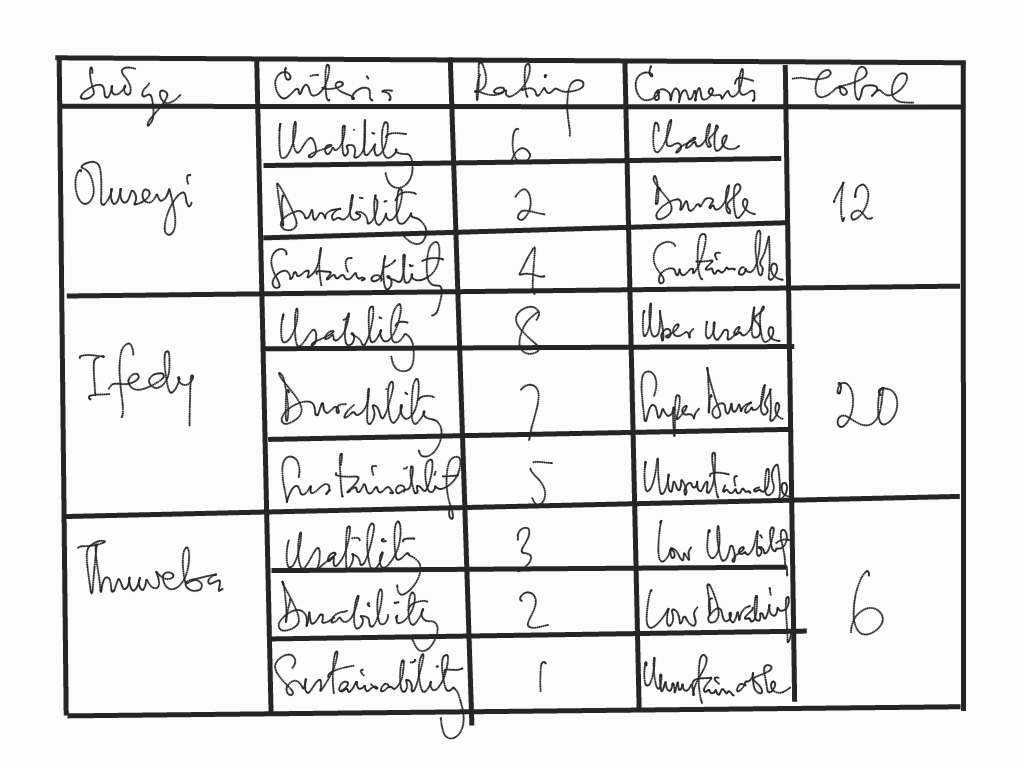 Judge Criteria Rating Comments Total
Usability 6 Usable
Oluseyi Durability 2 Durable 12
Sustainability 4 Sustainable
Usability 8 Uber usable
Ifedy Durability 7 Super Durable 20
Sustainability 5 Unsustainable
Usability 3 Low Usability
Thuweba Durability 2 Low Durability 6
Sustainability 1 Unsustainable